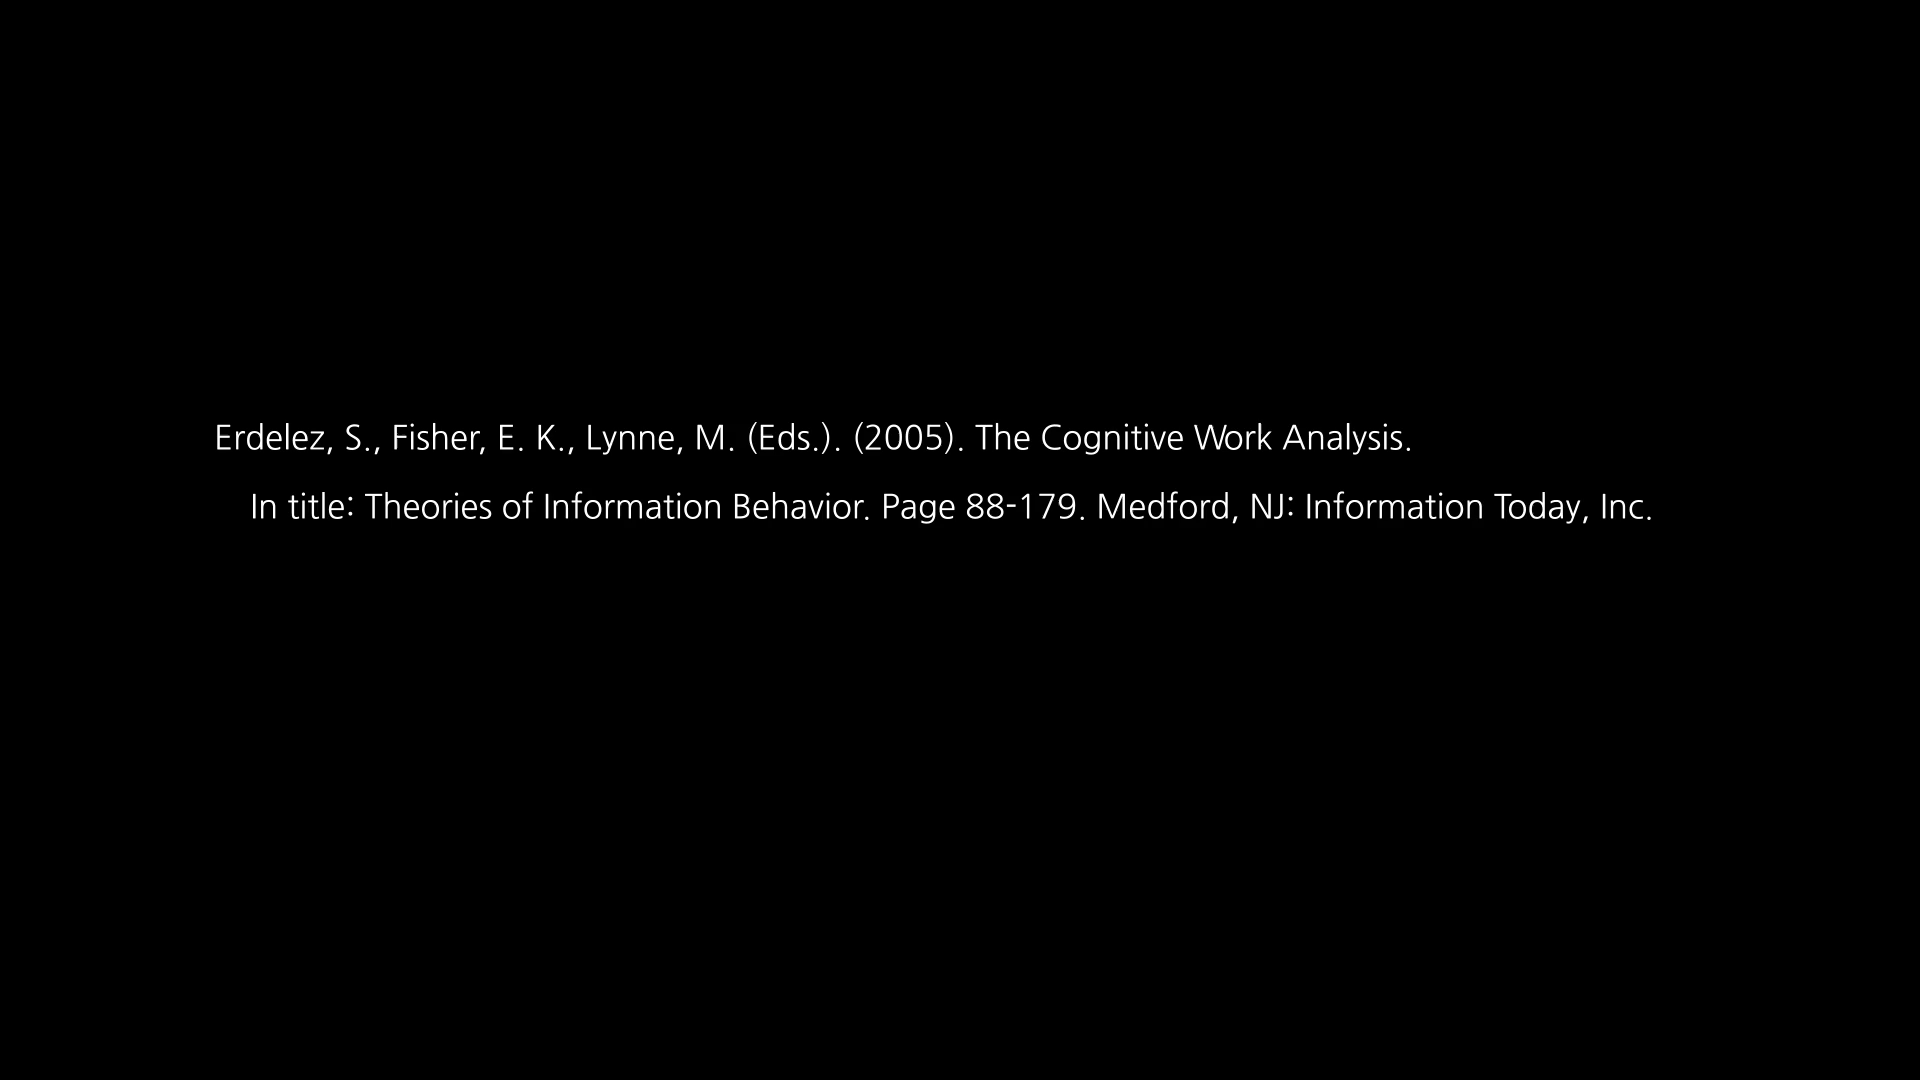 Erdelez, S., Fisher, E. K., Lynne, M. (Eds.). (2005). The Cognitive Work Analysis.
In title: Theories of Information Behavior. Page 88-179. Medford, NJ: Information Today, Inc.